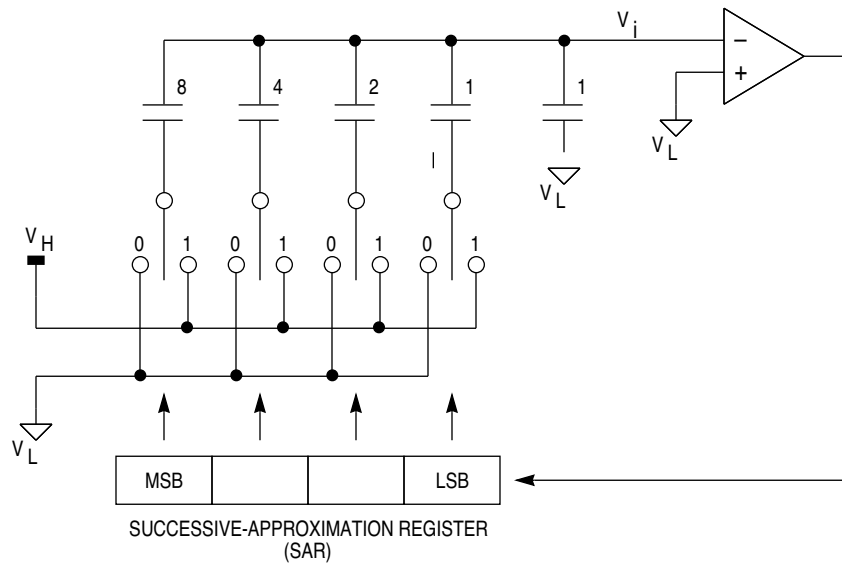 V i
8 4 2 1 1
−
+
V L
I
V L
V H
0 1 0 1 0 1 0 1
V L
MSB LSB
SUCCESSIVE-APPROXIMATION REGISTER
(SAR)